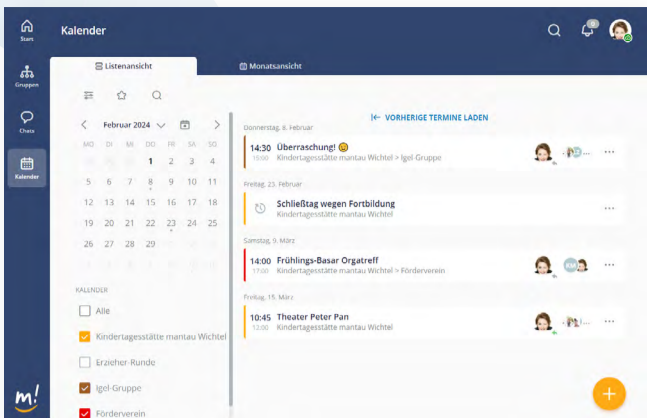 Start
Kalender
0
Listenansicht
Monatsansicht
Gruppen
Chats
Kalender
Februar 2024
MO DI MI DO FR SA SO
1 2 3 4
5 6 7 8 9 10 11
12 13 14 15 16 17 18
19 20 21 22 23 24 25
26 27 28 29
KALENDER
Alle
Kindertagesstätte mantau Wichtel
Erzieher-Runde
Igel-Gruppe
Förderverein
m!
VORHERIGE TERMINE LADEN
Donnerstag, 8. Februar
14:30 Überraschung!
15:00 Kindertagesstätte mantau Wichtel > Igel-Gruppe
Freitag, 23. Februar
Schließtag wegen Fortbildung
Kindertagesstätte mantau Wichtel
Samstag, 9. März
14:00 Frühlings-Basar Orgatreff
17:00 Kindertagesstätte mantau Wichtel > Förderverein
KM
Freitag, 15. März
10:45 Theater Peter Pan
12:00 Kindertagesstätte mantau Wichtel